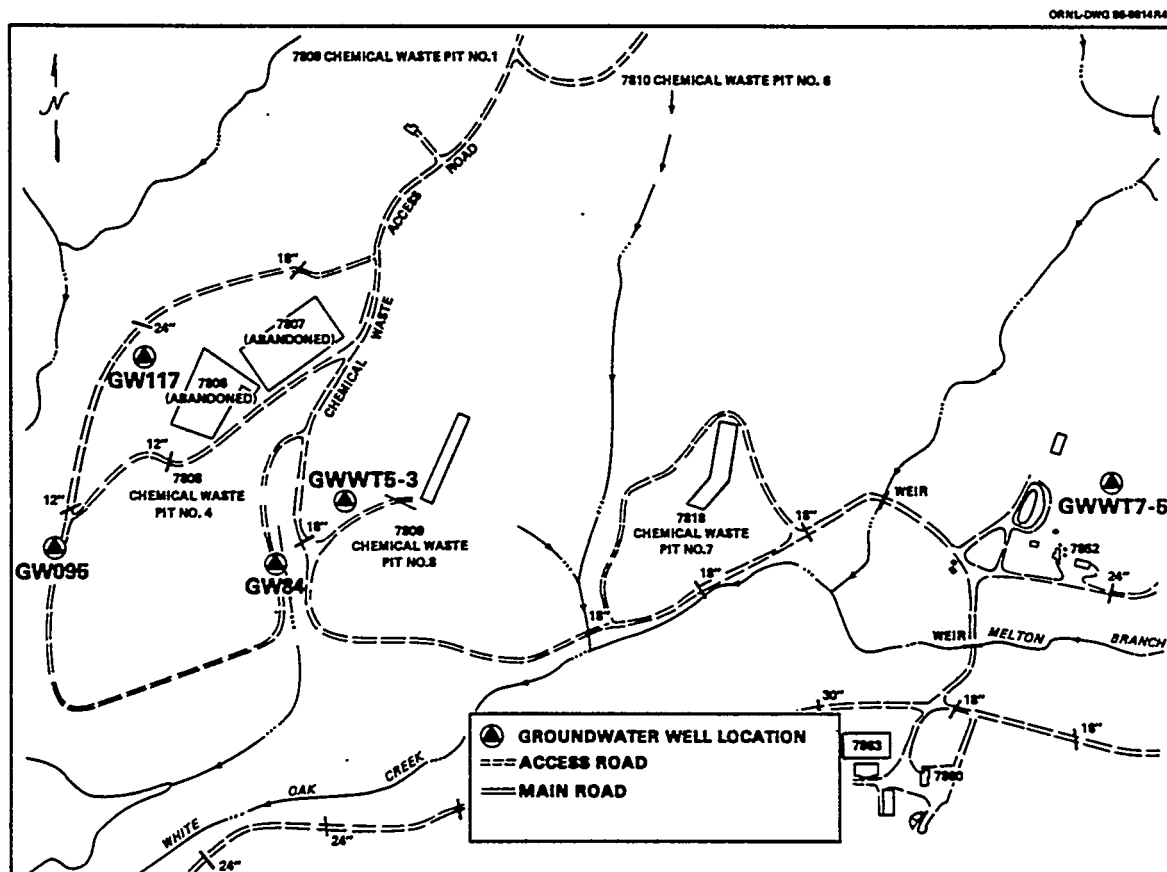 ORNL-DWG 86-9614R4
7808 CHEMICAL WASTE PIT NO.1
7810 CHEMICAL WASTE PIT NO. 6
N
ACCESS ROAD
18"
24"
7807
(ABANDONED)
GW117
7806
(ABANDONED)
CHEMICAL WASTE
12"
7808
CHEMICAL WASTE
PIT NO. 4
12"
GW095
GWWT5-3
18"
7809
CHEMICAL WASTE
PIT NO.
GW84
7818
CHEMICAL WASTE
PIT NO.7
18"
WEIR
GWWT7-5
7852
24"
18"
18"
WEIR
MELTON BRANCH
30"
18"
18"
7863
7860
GROUNDWATER WELL LOCATION
ACCESS ROAD
MAIN ROAD
WHITE OAK CREEK
24"
24"